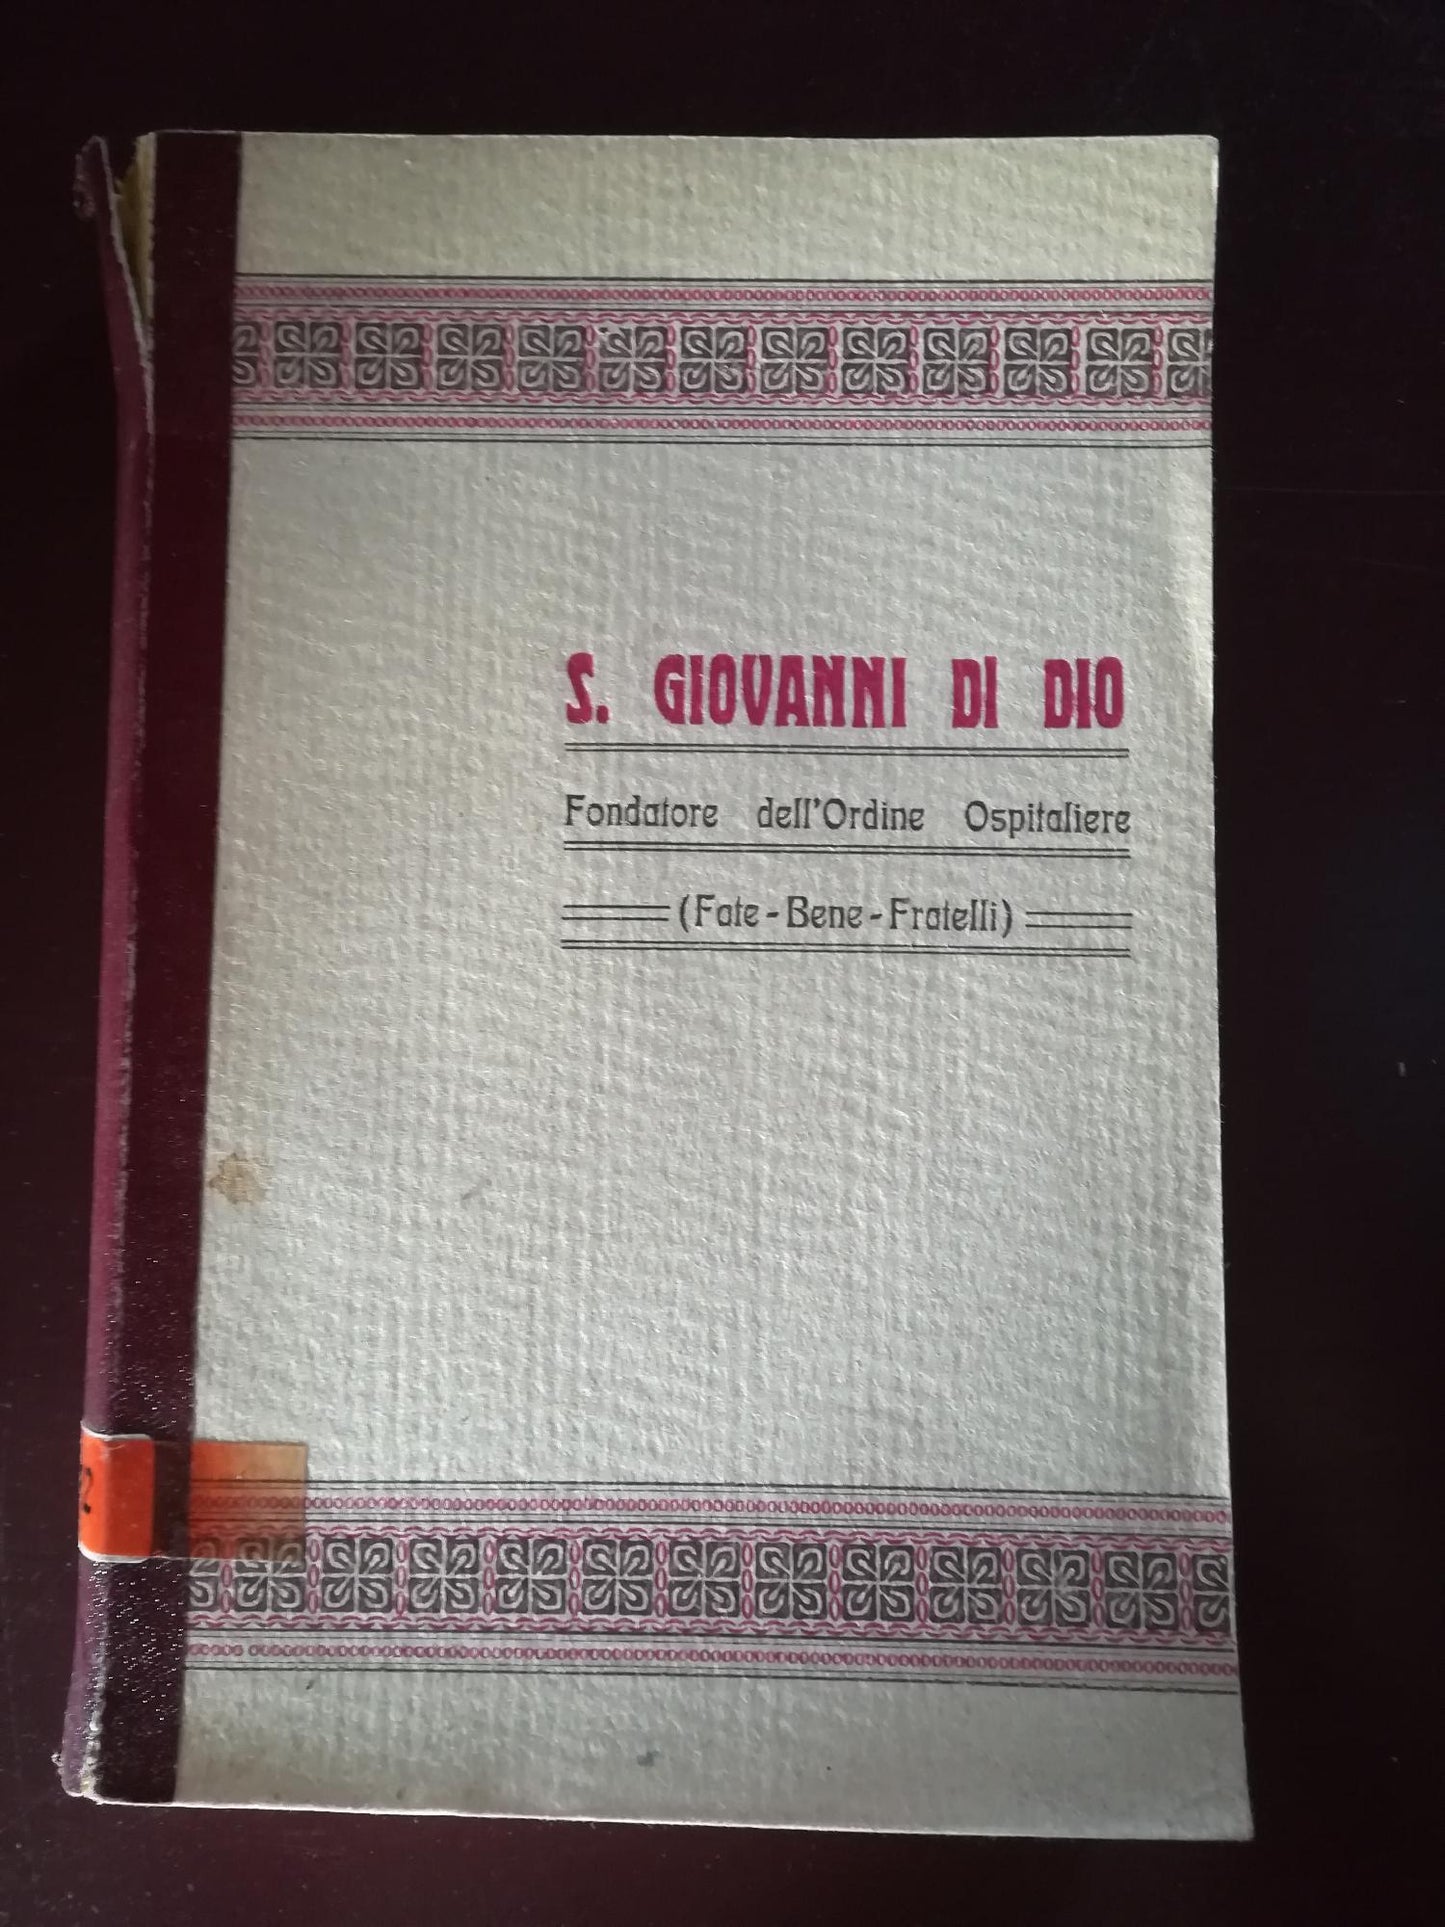 S. GIOVANNI DI DIO
Fondatore dell'Ordine Ospitaliere
(Fate-Bene-Fratelli)